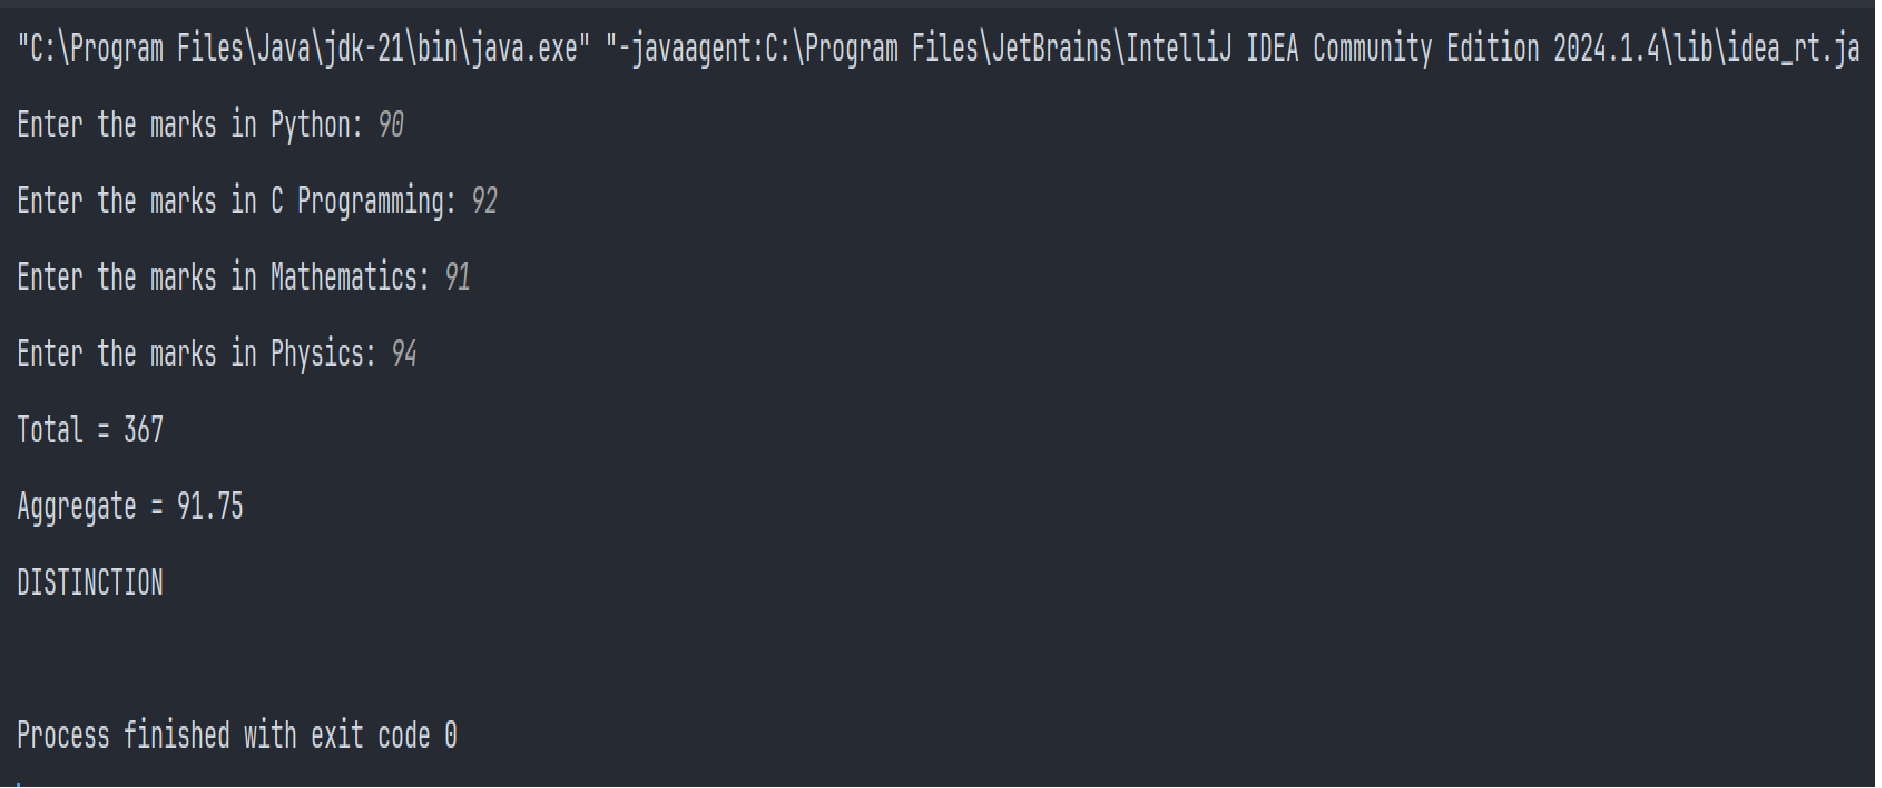 "C:\Program Files\Java\jdk-21\bin\java.exe" "-javaagent:C:\Program Files\JetBrains\IntelliJ IDEA Community Edition 2024.1.4\lib\idea_rt.ja
Enter the marks in Python: 90
Enter the marks in C Programming: 92
Enter the marks in Mathematics: 91
Enter the marks in Physics: 94
Total = 367
Aggregate = 91.75
DISTINCTION
Process finished with exit code 0